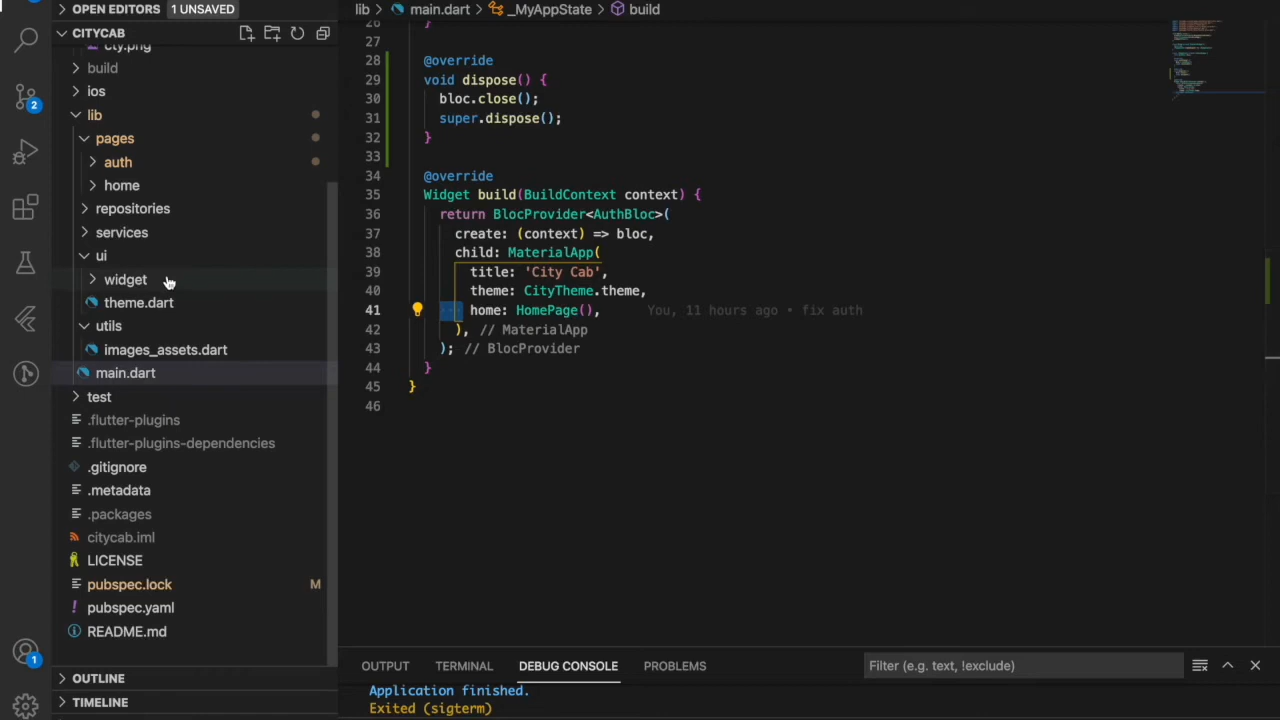 OPEN EDITORS 1 UNSAVED
CITYCAB
cty.png
build
ios
lib
pages
auth
home
repositories
services
ui
widget
theme.dart
utils
images_assets.dart
main.dart
test
.flutter-plugins
.flutter-plugins-dependencies
.gitignore
.metadata
.packages
citycab.iml
LICENSE
pubspec.lock M
pubspec.yaml
README.md
OUTLINE
TIMELINE
2
1
lib > main.dart > _MyAppState > build
26 }
27
28 @override
29 void dispose() {
30 bloc.close();
31 super.dispose();
32 }
33
34 @override
35 Widget build(BuildContext context) {
36 return BlocProvider<AuthBloc>(
37 create: (context) => bloc,
38 child: MaterialApp(
39 title: 'City Cab',
40 theme: CityTheme.theme,
41 home: HomePage(), You, 11 hours ago • fix auth
42 ), // MaterialApp
43 ); // BlocProvider
44 }
45 }
46
OUTPUT TERMINAL DEBUG CONSOLE PROBLEMS Filter (e.g. text, !exclude)
Application finished.
Exited (sigterm)